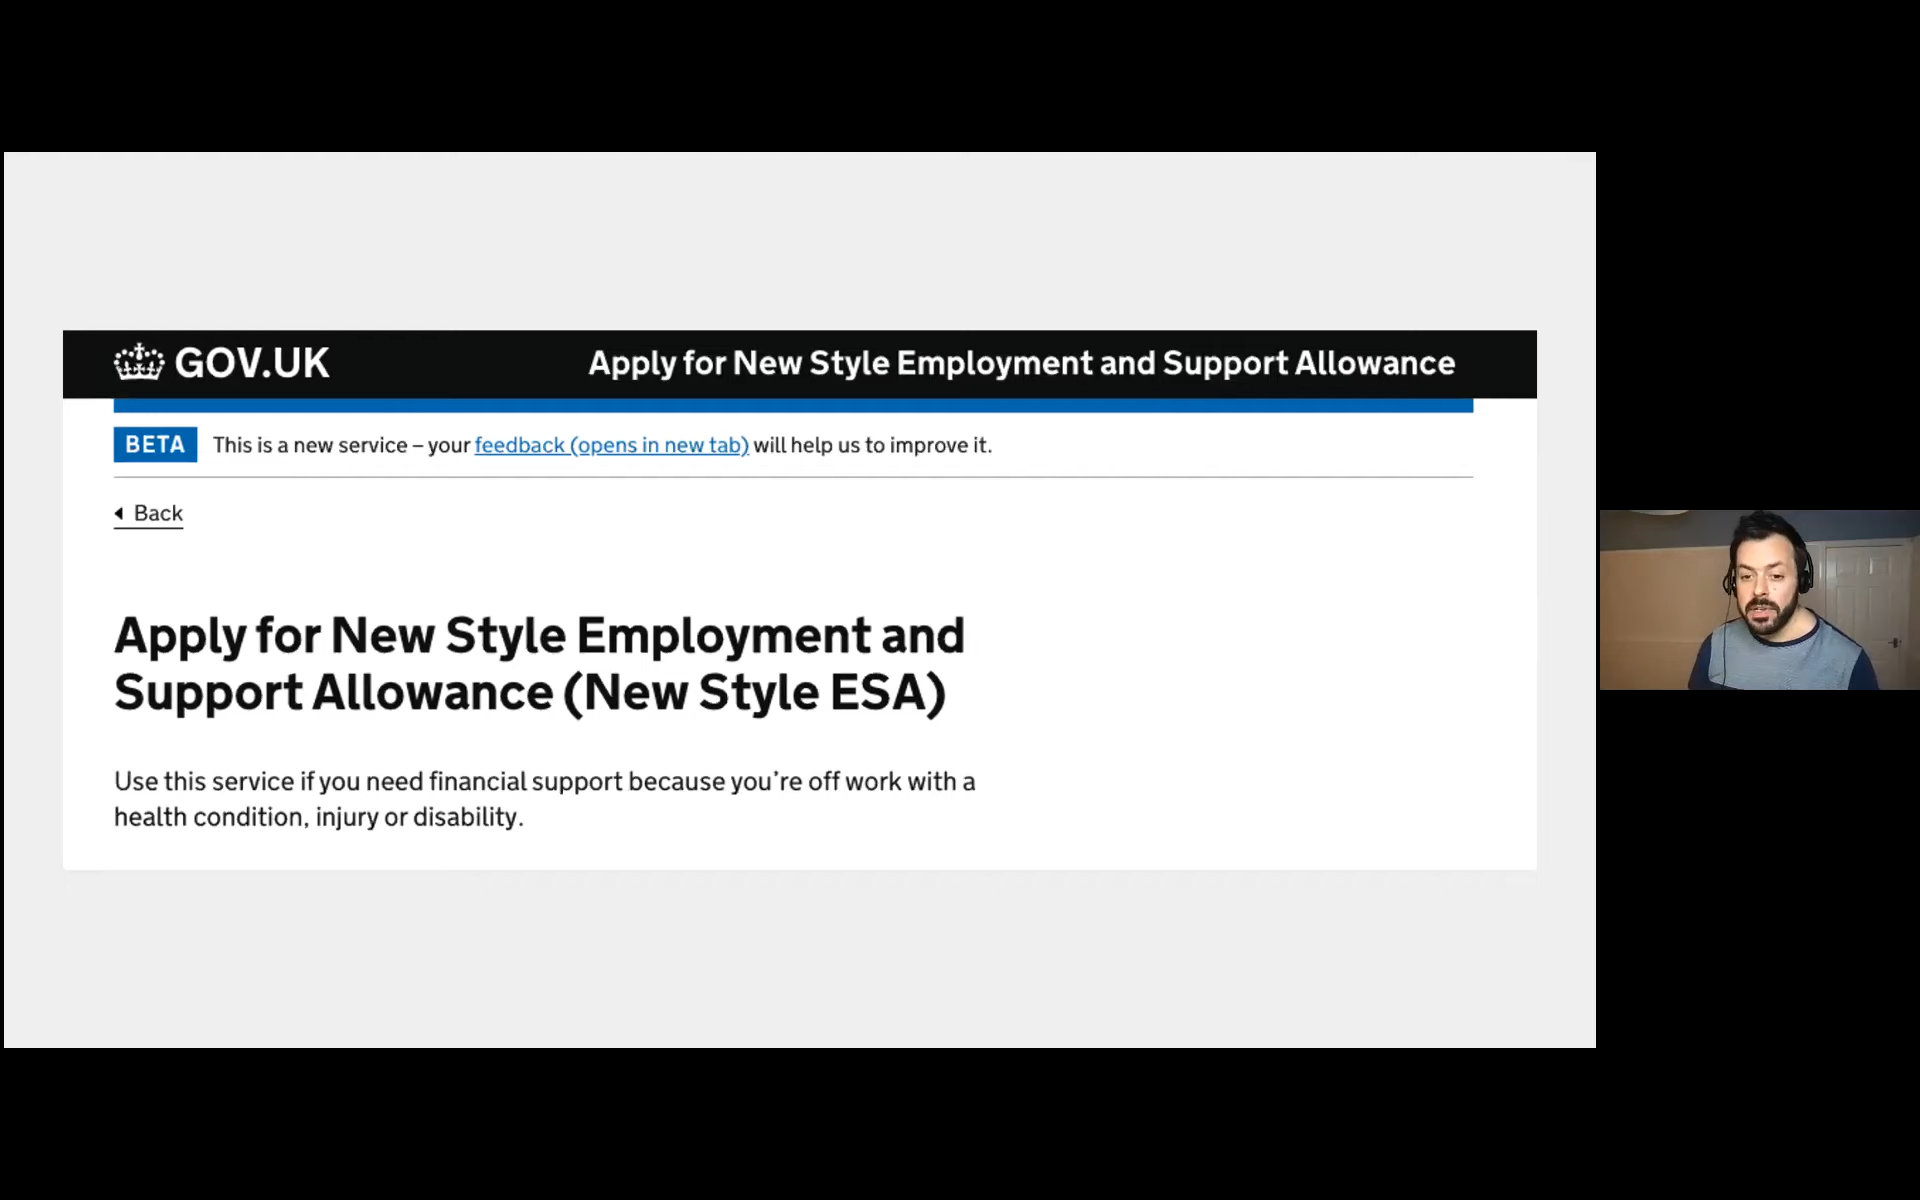 GOV.UK
Apply for New Style Employment and Support Allowance
BETA
This is a new service – your feedback (opens in new tab) will help us to improve it.
Back
Apply for New Style Employment and
Support Allowance (New Style ESA)
Use this service if you need financial support because you’re off work with a
health condition, injury or disability.